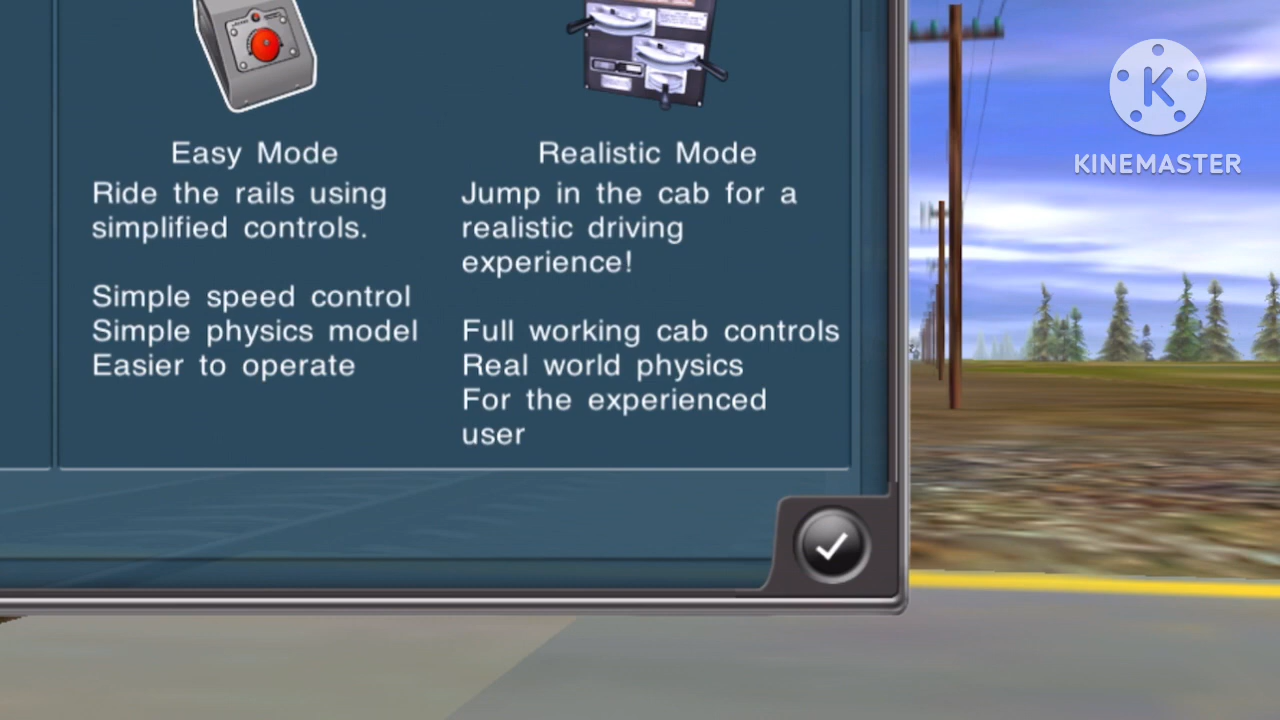 Easy Mode
Ride the rails using
simplified controls.
Simple speed control
Simple physics model
Easier to operate
Realistic Mode
Jump in the cab for a
realistic driving
experience!
Full working cab controls
Real world physics
For the experienced
user
K
KINEMASTER